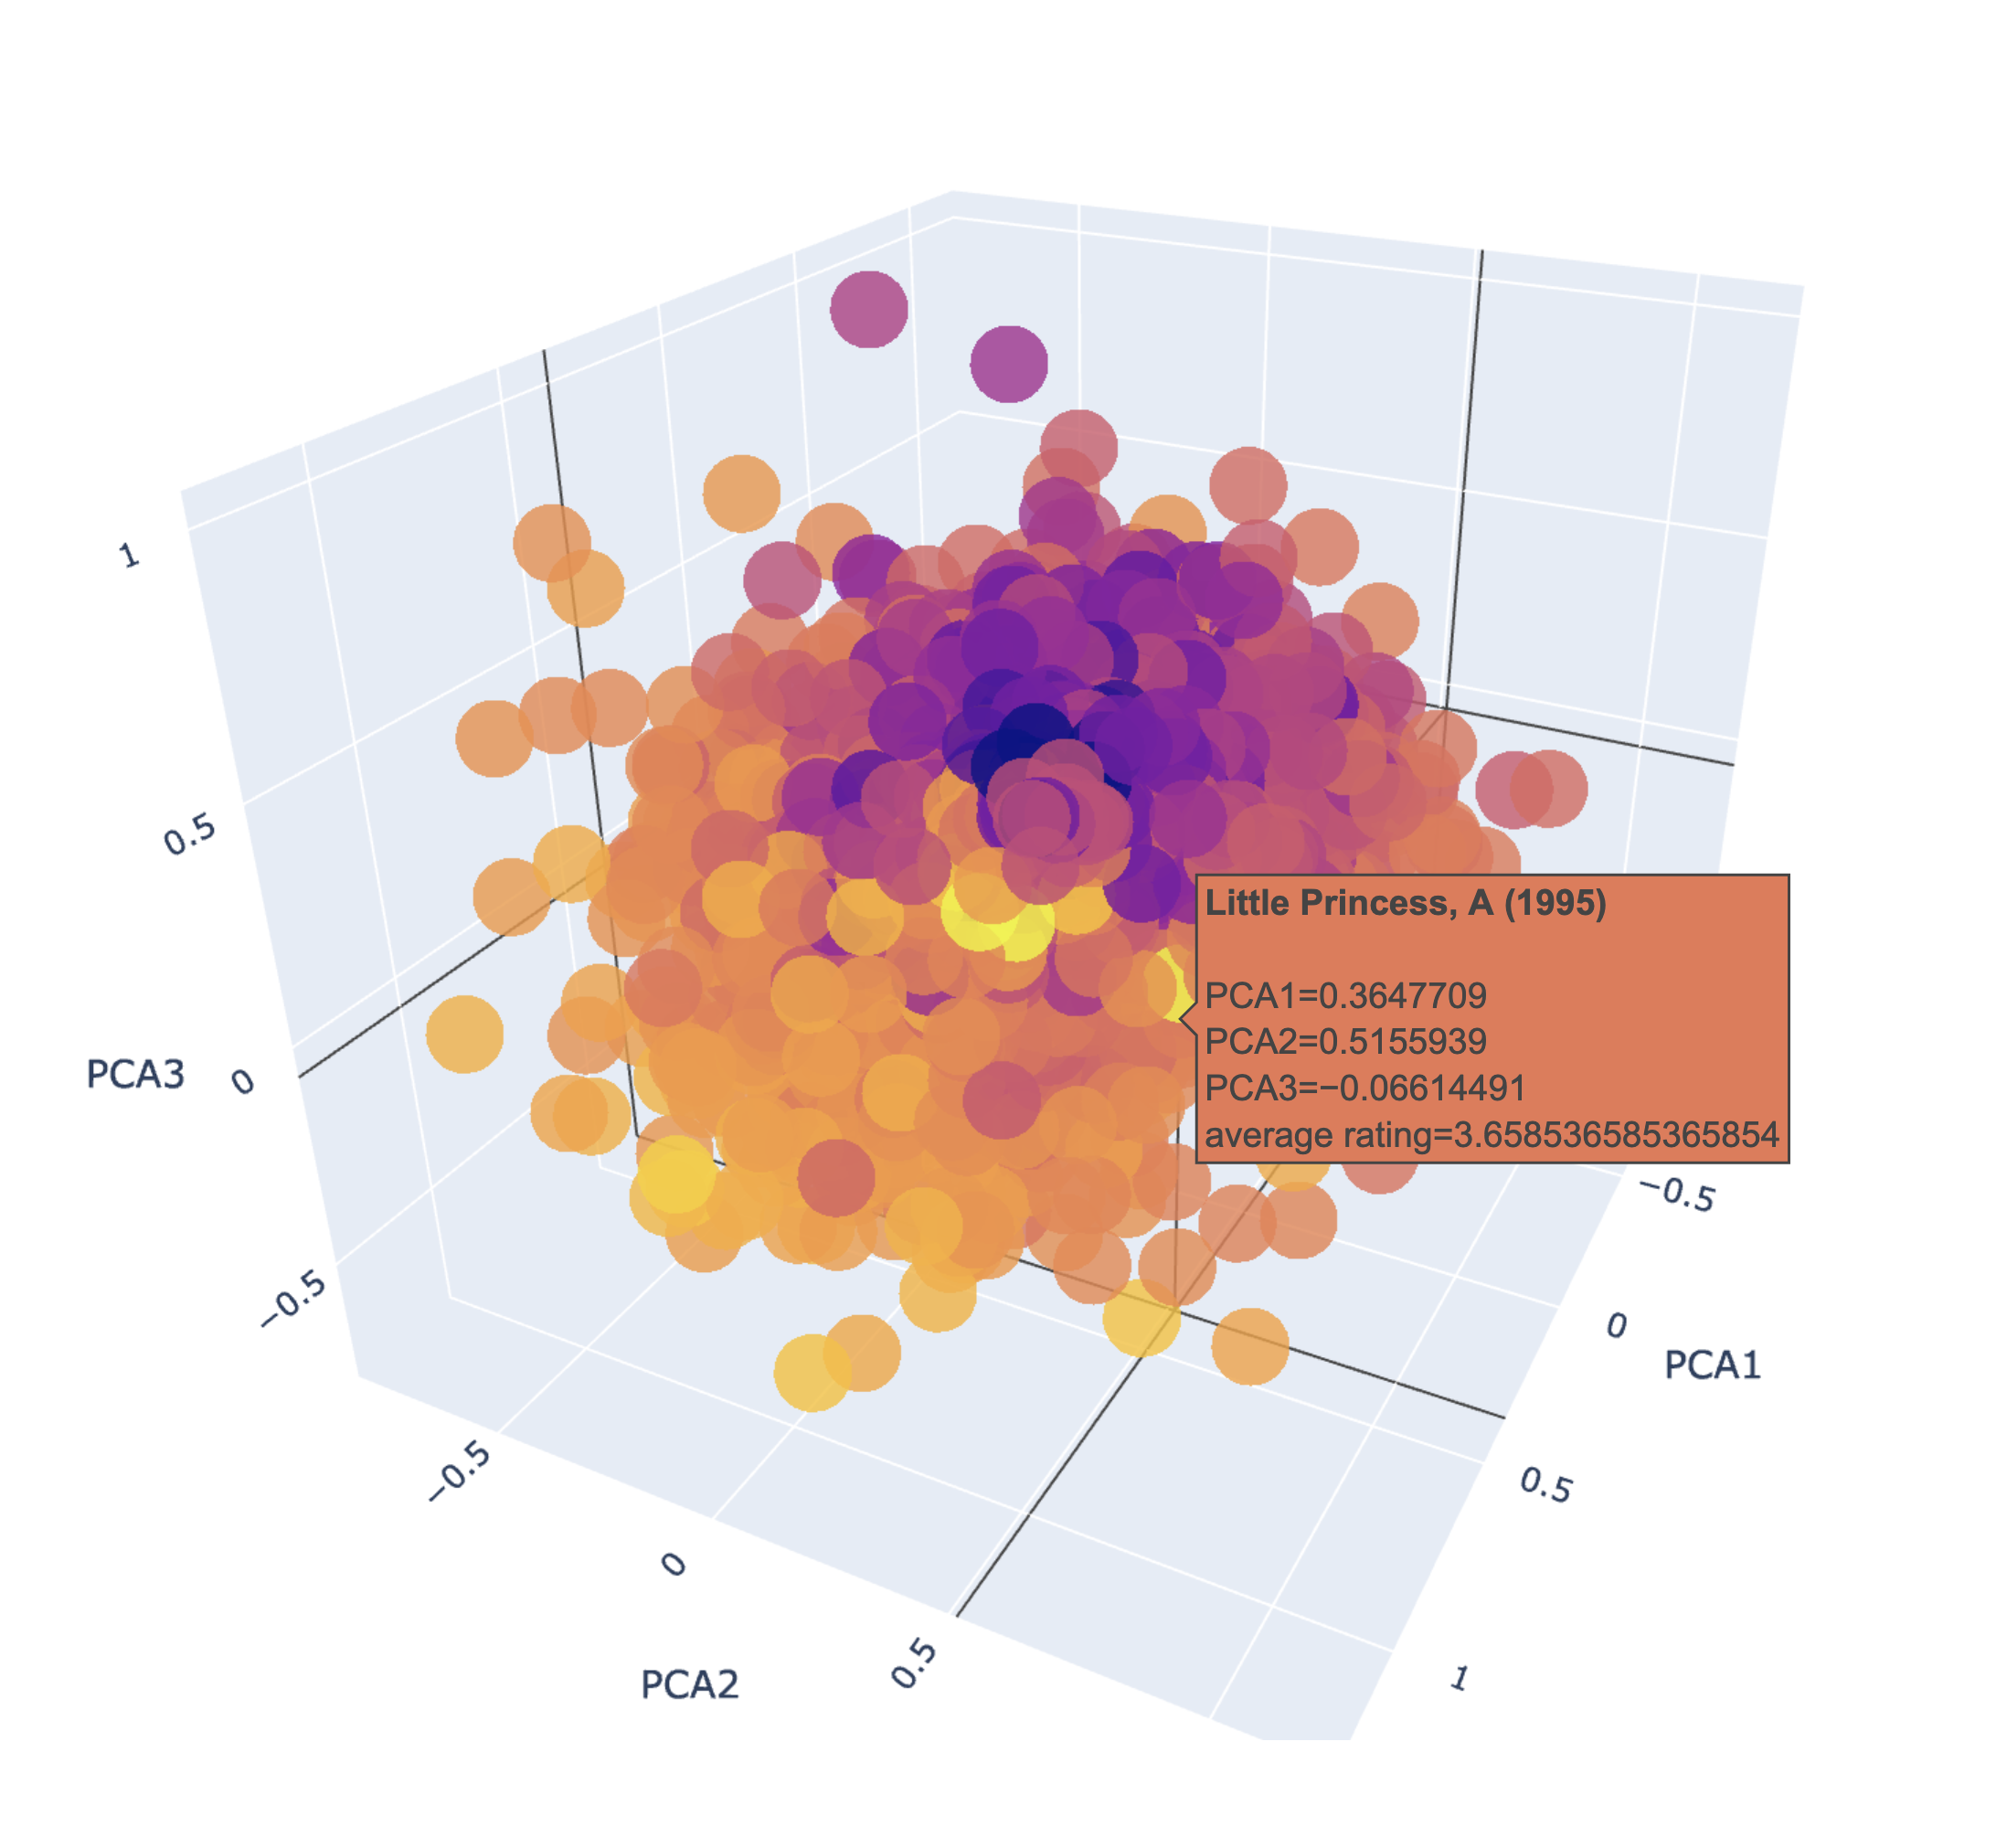 1
0.5
PCA3
0
−0.5
−0.5
0
PCA2
0.5
Little Princess, A (1995)
PCA1=0.3647709
PCA2=0.5155939
PCA3=−0.06614491
average rating=3.658536585365854
−0.5
0
PCA1
0.5
1